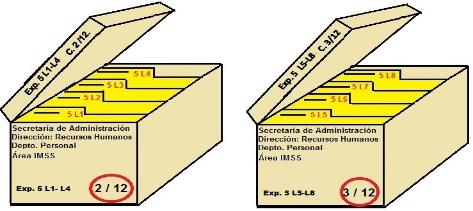 Exp. 5 L1-L4 C. 2/12.
5 L4
5 L3
5 L2
5 L1
Secretaria de Administración
Dirección: Recursos Humanos
Depto. Personal
Área IMSS
Exp. 5 L1- L4
2 / 12
Exp. 5 L5-L8 C.3/12
5 L8
5 L7
5 L6
5 L5
Secretaria de Administración
Dirección: Recursos Humanos
Depto. Personal
Área IMSS
Exp. 5 L5-L8
3 / 12